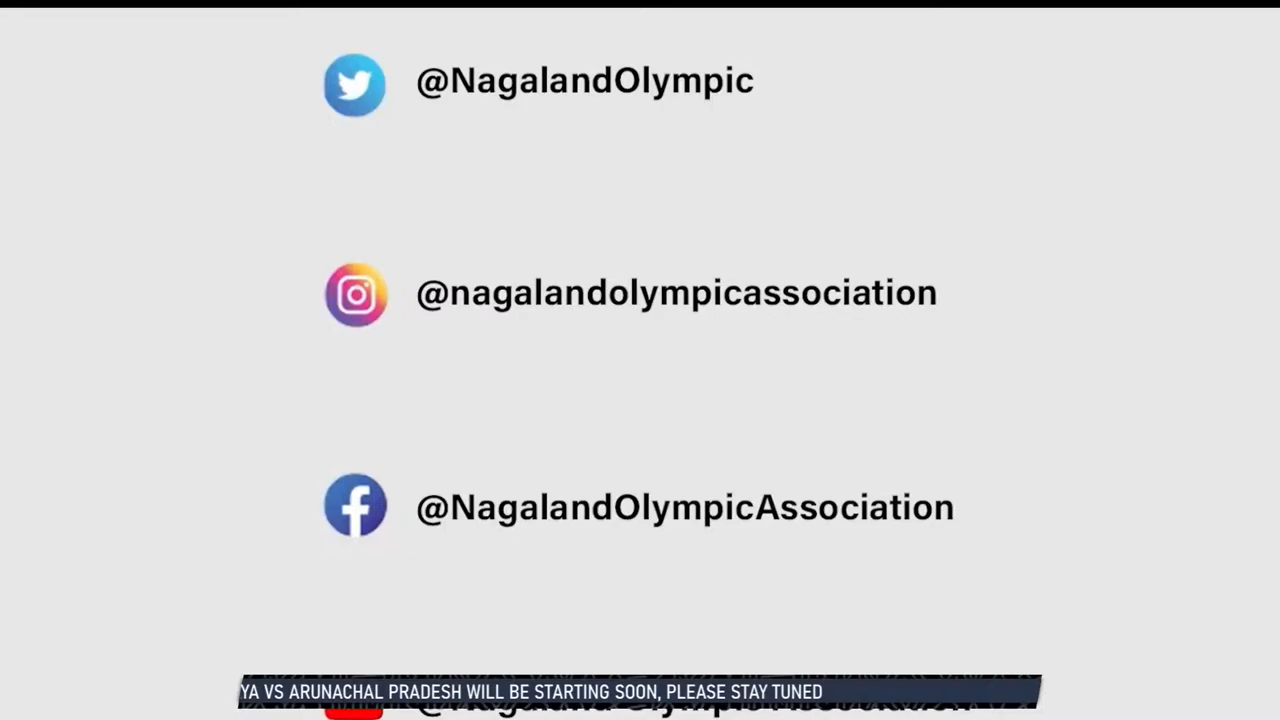 @NagalandOlympic
@nagalandolympicassociation
@NagalandOlympicAssociation
YA VS ARUNACHAL PRADESH WILL BE STARTING SOON, PLEASE STAY TUNED